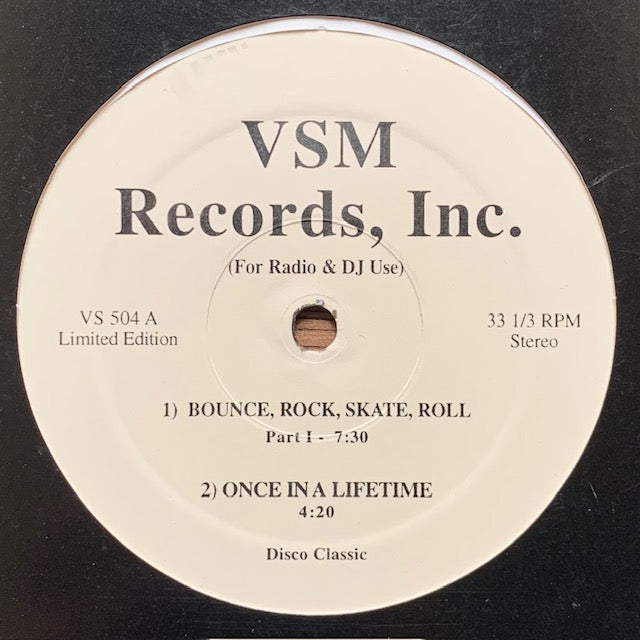 VSM
Records, Inc.
(For Radio & DJ Use)
VS 504 A
Limited Edition
33 1/3 RPM
Stereo
1) BOUNCE, ROCK, SKATE, ROLL
Part I - 7:30
2) ONCE IN A LIFETIME
4:20
Disco Classic